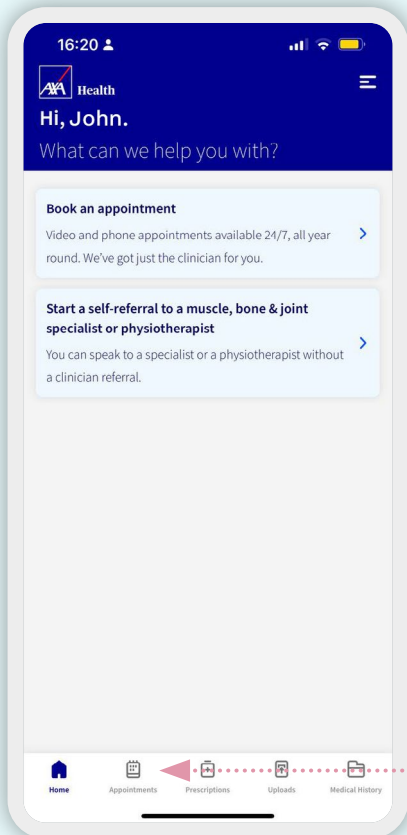 16:20
AXA Health
Hi, John.
What can we help you with?
Book an appointment
Video and phone appointments available 24/7, all year
round. We've got just the clinician for you.
Start a self-referral to a muscle, bone & joint
specialist or physiotherapist
You can speak to a specialist or a physiotherapist without
a clinician referral.
Home Appointments Prescriptions Uploads Medical History